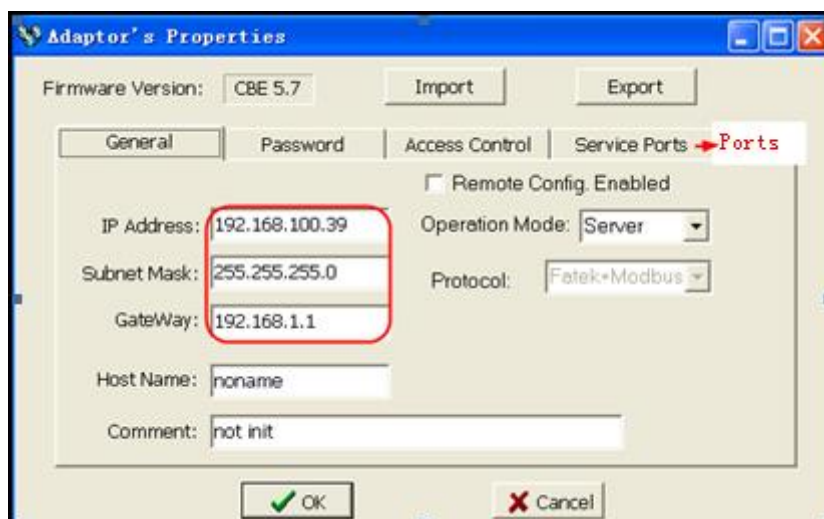 Adaptor's Properties
Firmware Version: CBE 5.7 Import Export
General Password Access Control Service Ports Ports
Remote Config. Enabled
IP Address: 192.168.100.39 Operation Mode: Server
Subnet Mask: 255.255.255.0 Protocol: Fatek+Modbus
GateWay: 192.168.1.1
Host Name: noname
Comment: not init
OK Cancel